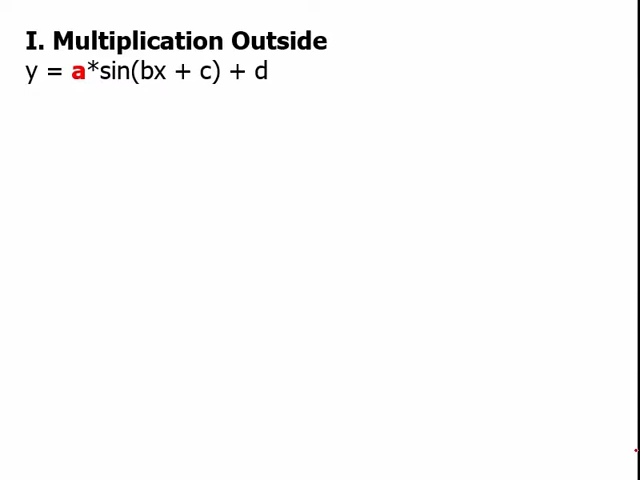 I. Multiplication Outside
y = a*sin(bx + c) + d